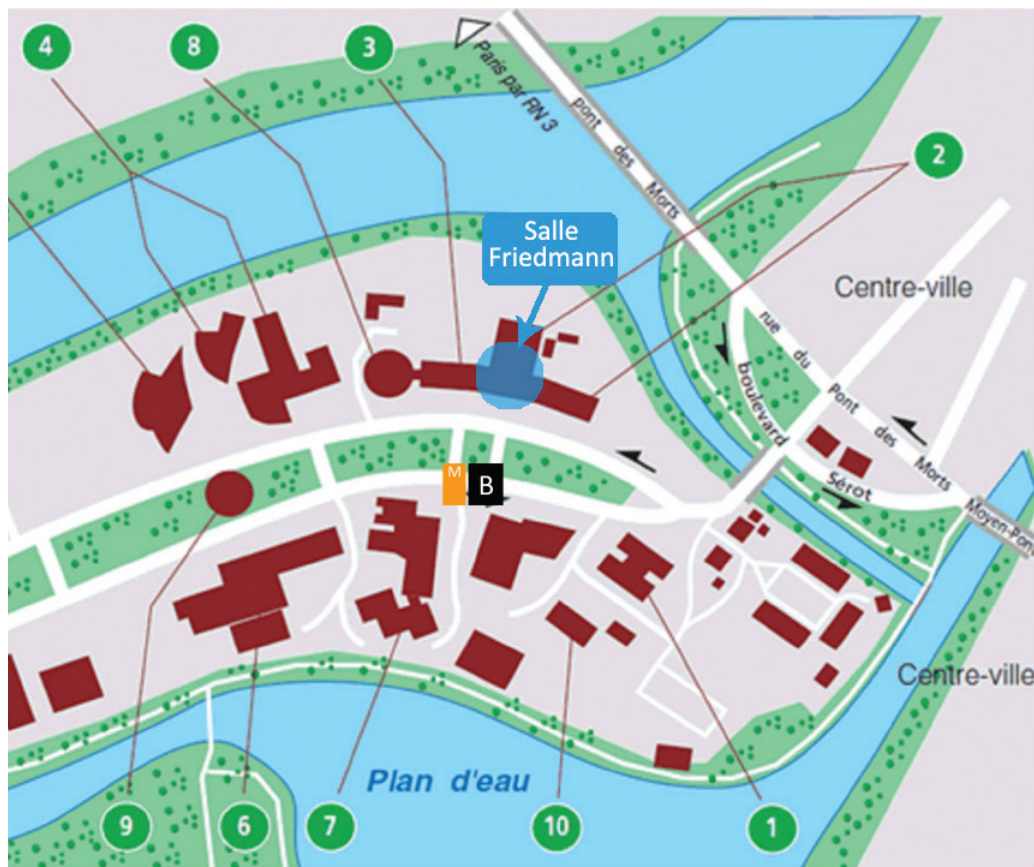 4
8
3
2
Paris par RN 3
pont des Morts
Salle
Friedmann
Centre-ville
rue du Pont des Morts
Moyen-Pont
boulevard Sérot
M
B
Centre-ville
Plan d'eau
9
6
7
10
1